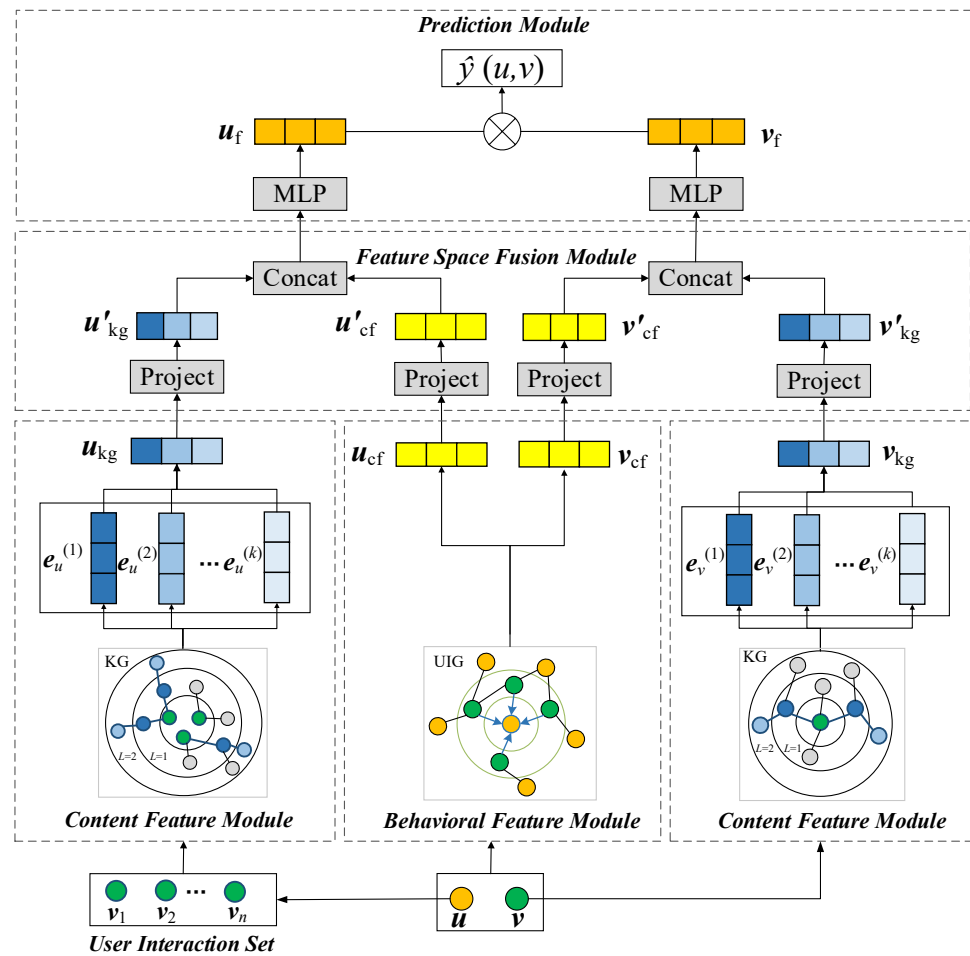 Prediction Module
ŷ (u,v)
u_f
v_f
MLP
MLP
Feature Space Fusion Module
Concat
Concat
u'_kg
u'_cf
v'_cf
v'_kg
Project
Project
Project
Project
u_kg
u_cf
v_cf
v_kg
e_u^(1)
e_u^(2)
... e_u^(k)
e_v^(1)
e_v^(2)
... e_v^(k)
KG
UIG
KG
L=2
L=1
L=2
L=1
Content Feature Module
Behavioral Feature Module
Content Feature Module
...
v_1
v_2
v_n
u
v
User Interaction Set